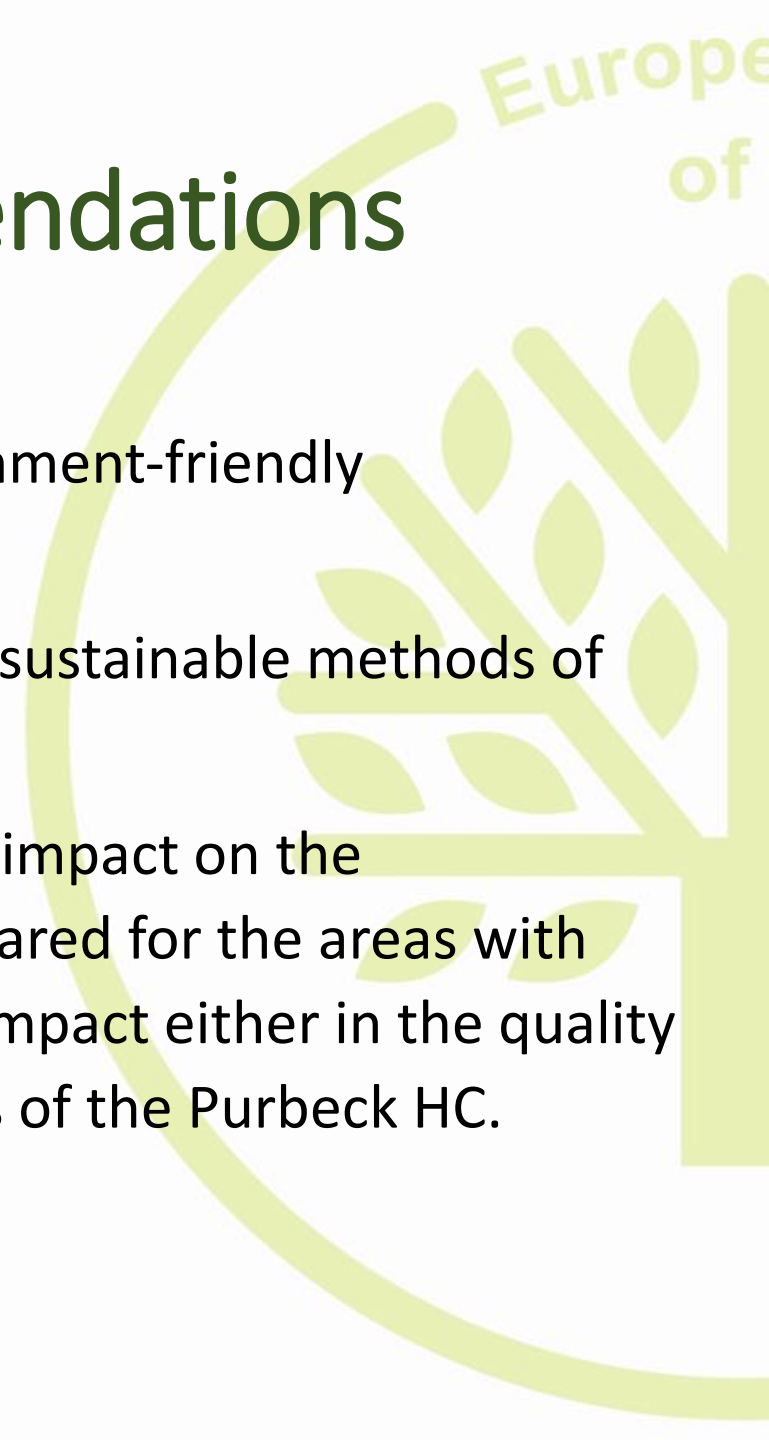 Europe
of
endations
nment-friendly
sustainable methods of
impact on the
ared for the areas with
mpact either in the quality
s of the Purbeck HC.